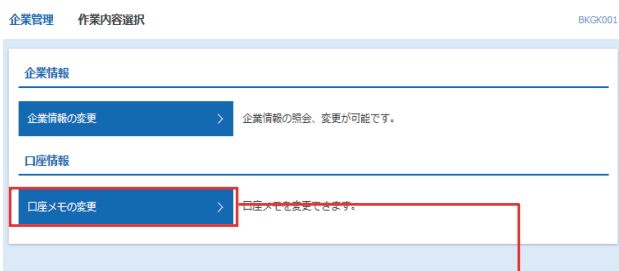 企業管理 作業内容選択 BKGK001
企業情報
企業情報の変更 企業情報の照会、変更が可能です。
口座情報
口座メモの変更 口座メモを変更できます。